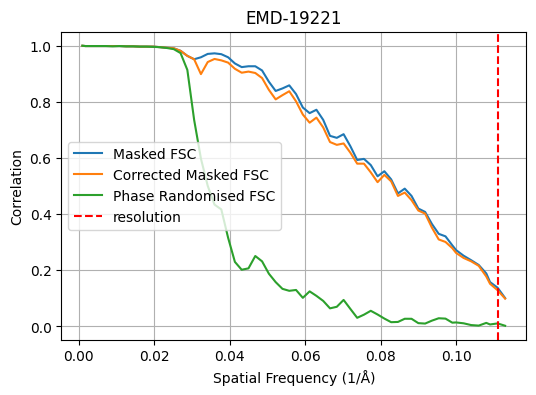 EMD-19221
1.0
0.8
0.6
0.4
0.2
0.0
Correlation
Masked FSC
Corrected Masked FSC
Phase Randomised FSC
resolution
0.00 0.02 0.04 0.06 0.08 0.10
Spatial Frequency (1/Å)